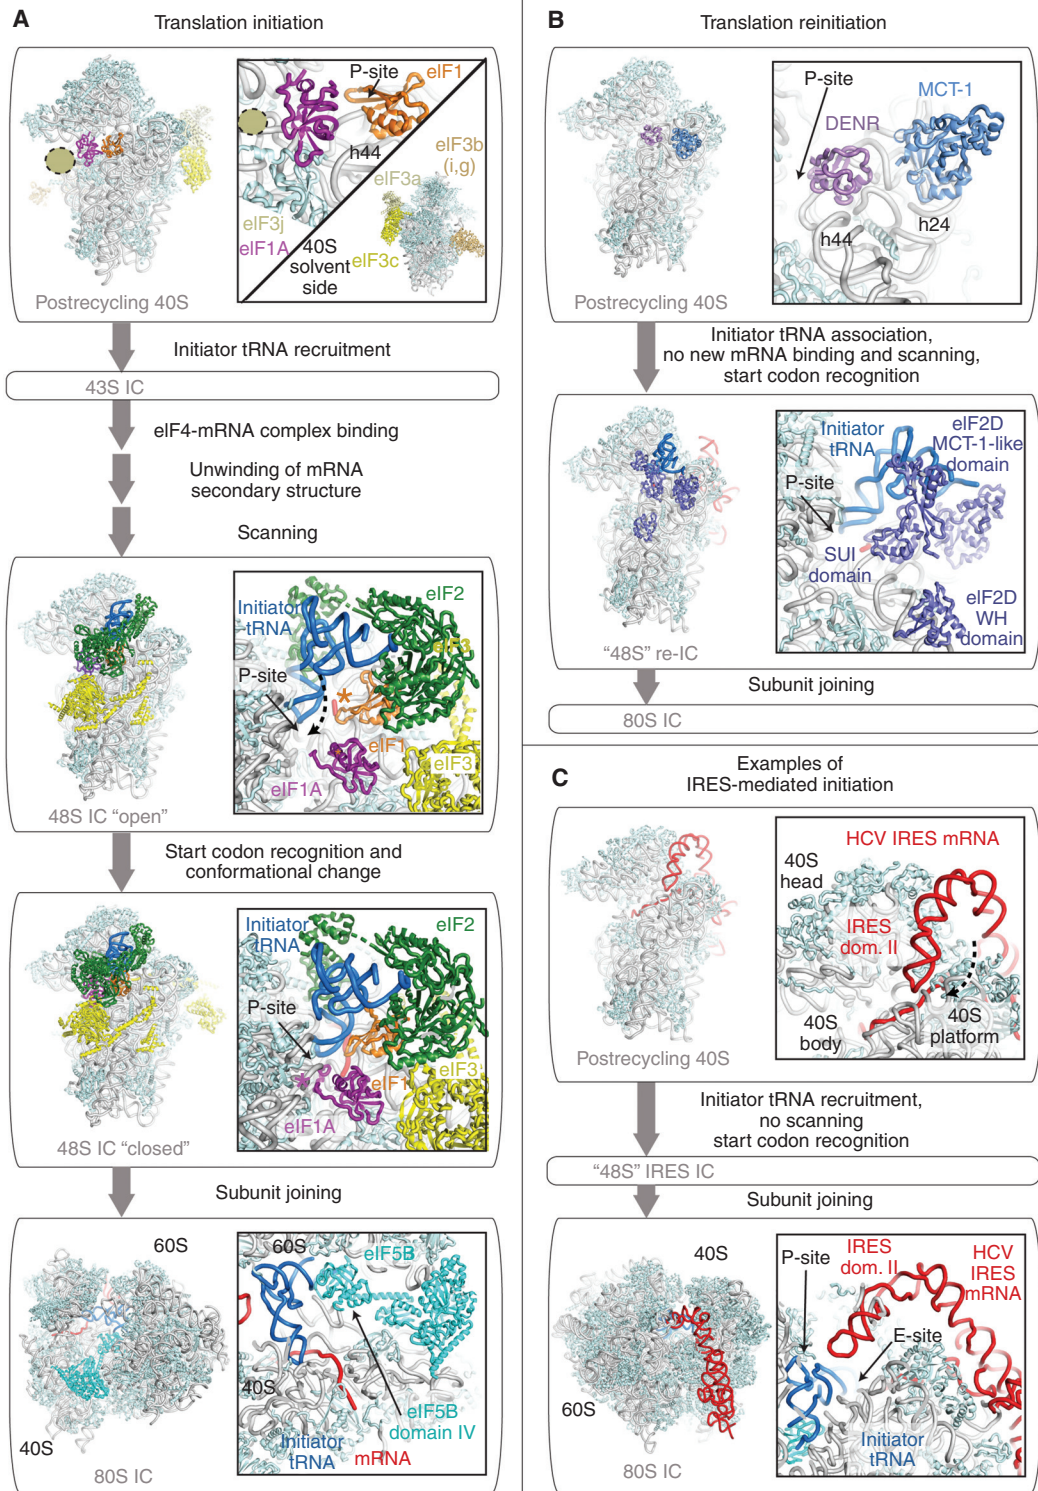 A
Translation initiation
P-site
eIF1
h44
eIF3b
(i,g)
eIF3a
eIF3j
eIF1A
40S
solvent
side
eIF3c
Postrecycling 40S
Initiator tRNA recruitment
43S IC
eIF4-mRNA complex binding
Unwinding of mRNA
secondary structure
Scanning
Initiator
tRNA
eIF2
eIF3
P-site
*
eIF1
eIF3
eIF1A
48S IC “open”
Start codon recognition and
conformational change
Initiator
tRNA
eIF2
P-site
*
eIF1
eIF3
eIF1A
48S IC “closed”
Subunit joining
60S
40S
80S IC
60S
eIF5B
40S
eIF5B
domain IV
Initiator
tRNA
mRNA
B
Translation reinitiation
P-site
MCT-1
DENR
h44
h24
Postrecycling 40S
Initiator tRNA association,
no new mRNA binding and scanning,
start codon recognition
Initiator
tRNA
eIF2D
MCT-1-like
domain
P-site
SUI
domain
eIF2D
WH
domain
“48S” re-IC
Subunit joining
80S IC
C
Examples of
IRES-mediated initiation
HCV IRES mRNA
40S
head
IRES
dom. II
40S
body
40S
platform
Postrecycling 40S
Initiator tRNA recruitment,
no scanning
start codon recognition
“48S” IRES IC
Subunit joining
40S
60S
80S IC
P-site
IRES
dom. II
HCV
IRES
mRNA
E-site
Initiator
tRNA